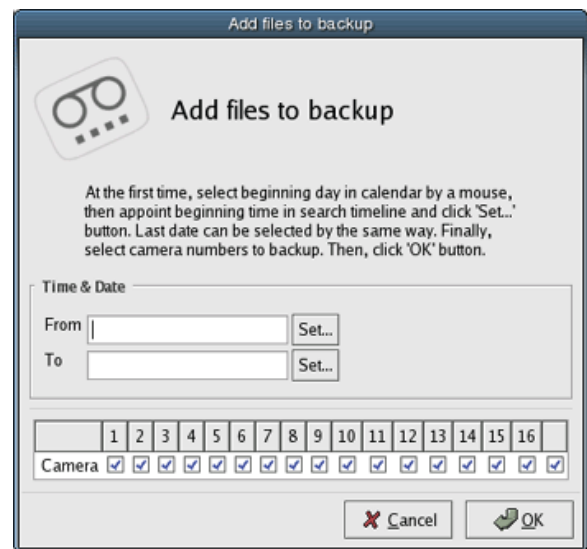 Add files to backup
Add files to backup
At the first time, select beginning day in calendar by a mouse,
then appoint beginning time in search timeline and click 'Set...'
button. Last date can be selected by the same way. Finally,
select camera numbers to backup. Then, click 'OK' button.
Time & Date
From Set...
To Set...
1 2 3 4 5 6 7 8 9 10 11 12 13 14 15 16
Camera
Cancel OK